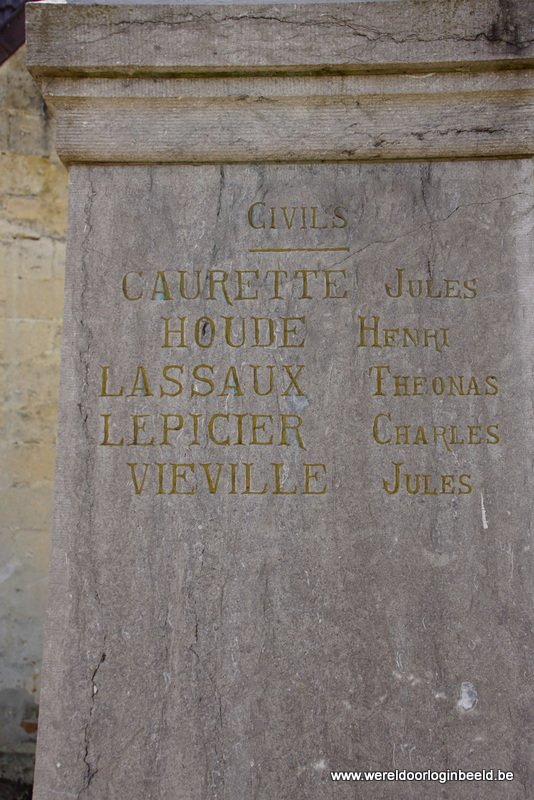 CIVILS
CAURETTE JULES
HOUDE HENRI
LASSAUX THEONAS
LEPICIER CHARLES
VIEVILLE JULES
www.wereldoorloginbeeld.be